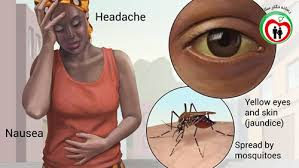 Headache
Nausea
Yellow eyes
and skin
(jaundice)
Spread by
mosquitoes